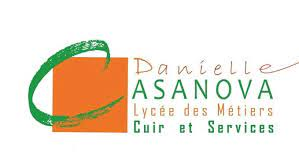 Danielle
CASANOVA
Lycée des Métiers
Cuir et Services